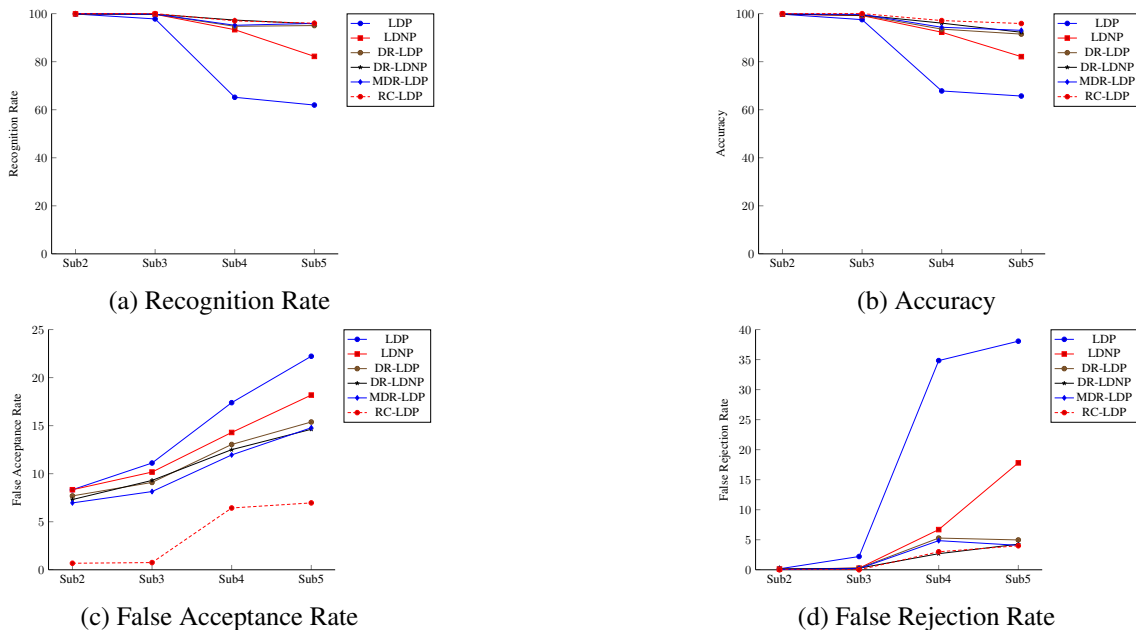 100
80
60
40
20
0
Recognition Rate
Sub2 Sub3 Sub4 Sub5
LDP
LDNP
DR-LDP
DR-LDNP
MDR-LDP
RC-LDP
(a) Recognition Rate
100
80
60
40
20
0
Accuracy
Sub2 Sub3 Sub4 Sub5
LDP
LDNP
DR-LDP
DR-LDNP
MDR-LDP
RC-LDP
(b) Accuracy
25
20
15
10
5
0
False Acceptance Rate
Sub2 Sub3 Sub4 Sub5
LDP
LDNP
DR-LDP
DR-LDNP
MDR-LDP
RC-LDP
(c) False Acceptance Rate
40
35
30
25
20
15
10
5
0
False Rejection Rate
Sub2 Sub3 Sub4 Sub5
LDP
LDNP
DR-LDP
DR-LDNP
MDR-LDP
RC-LDP
(d) False Rejection Rate